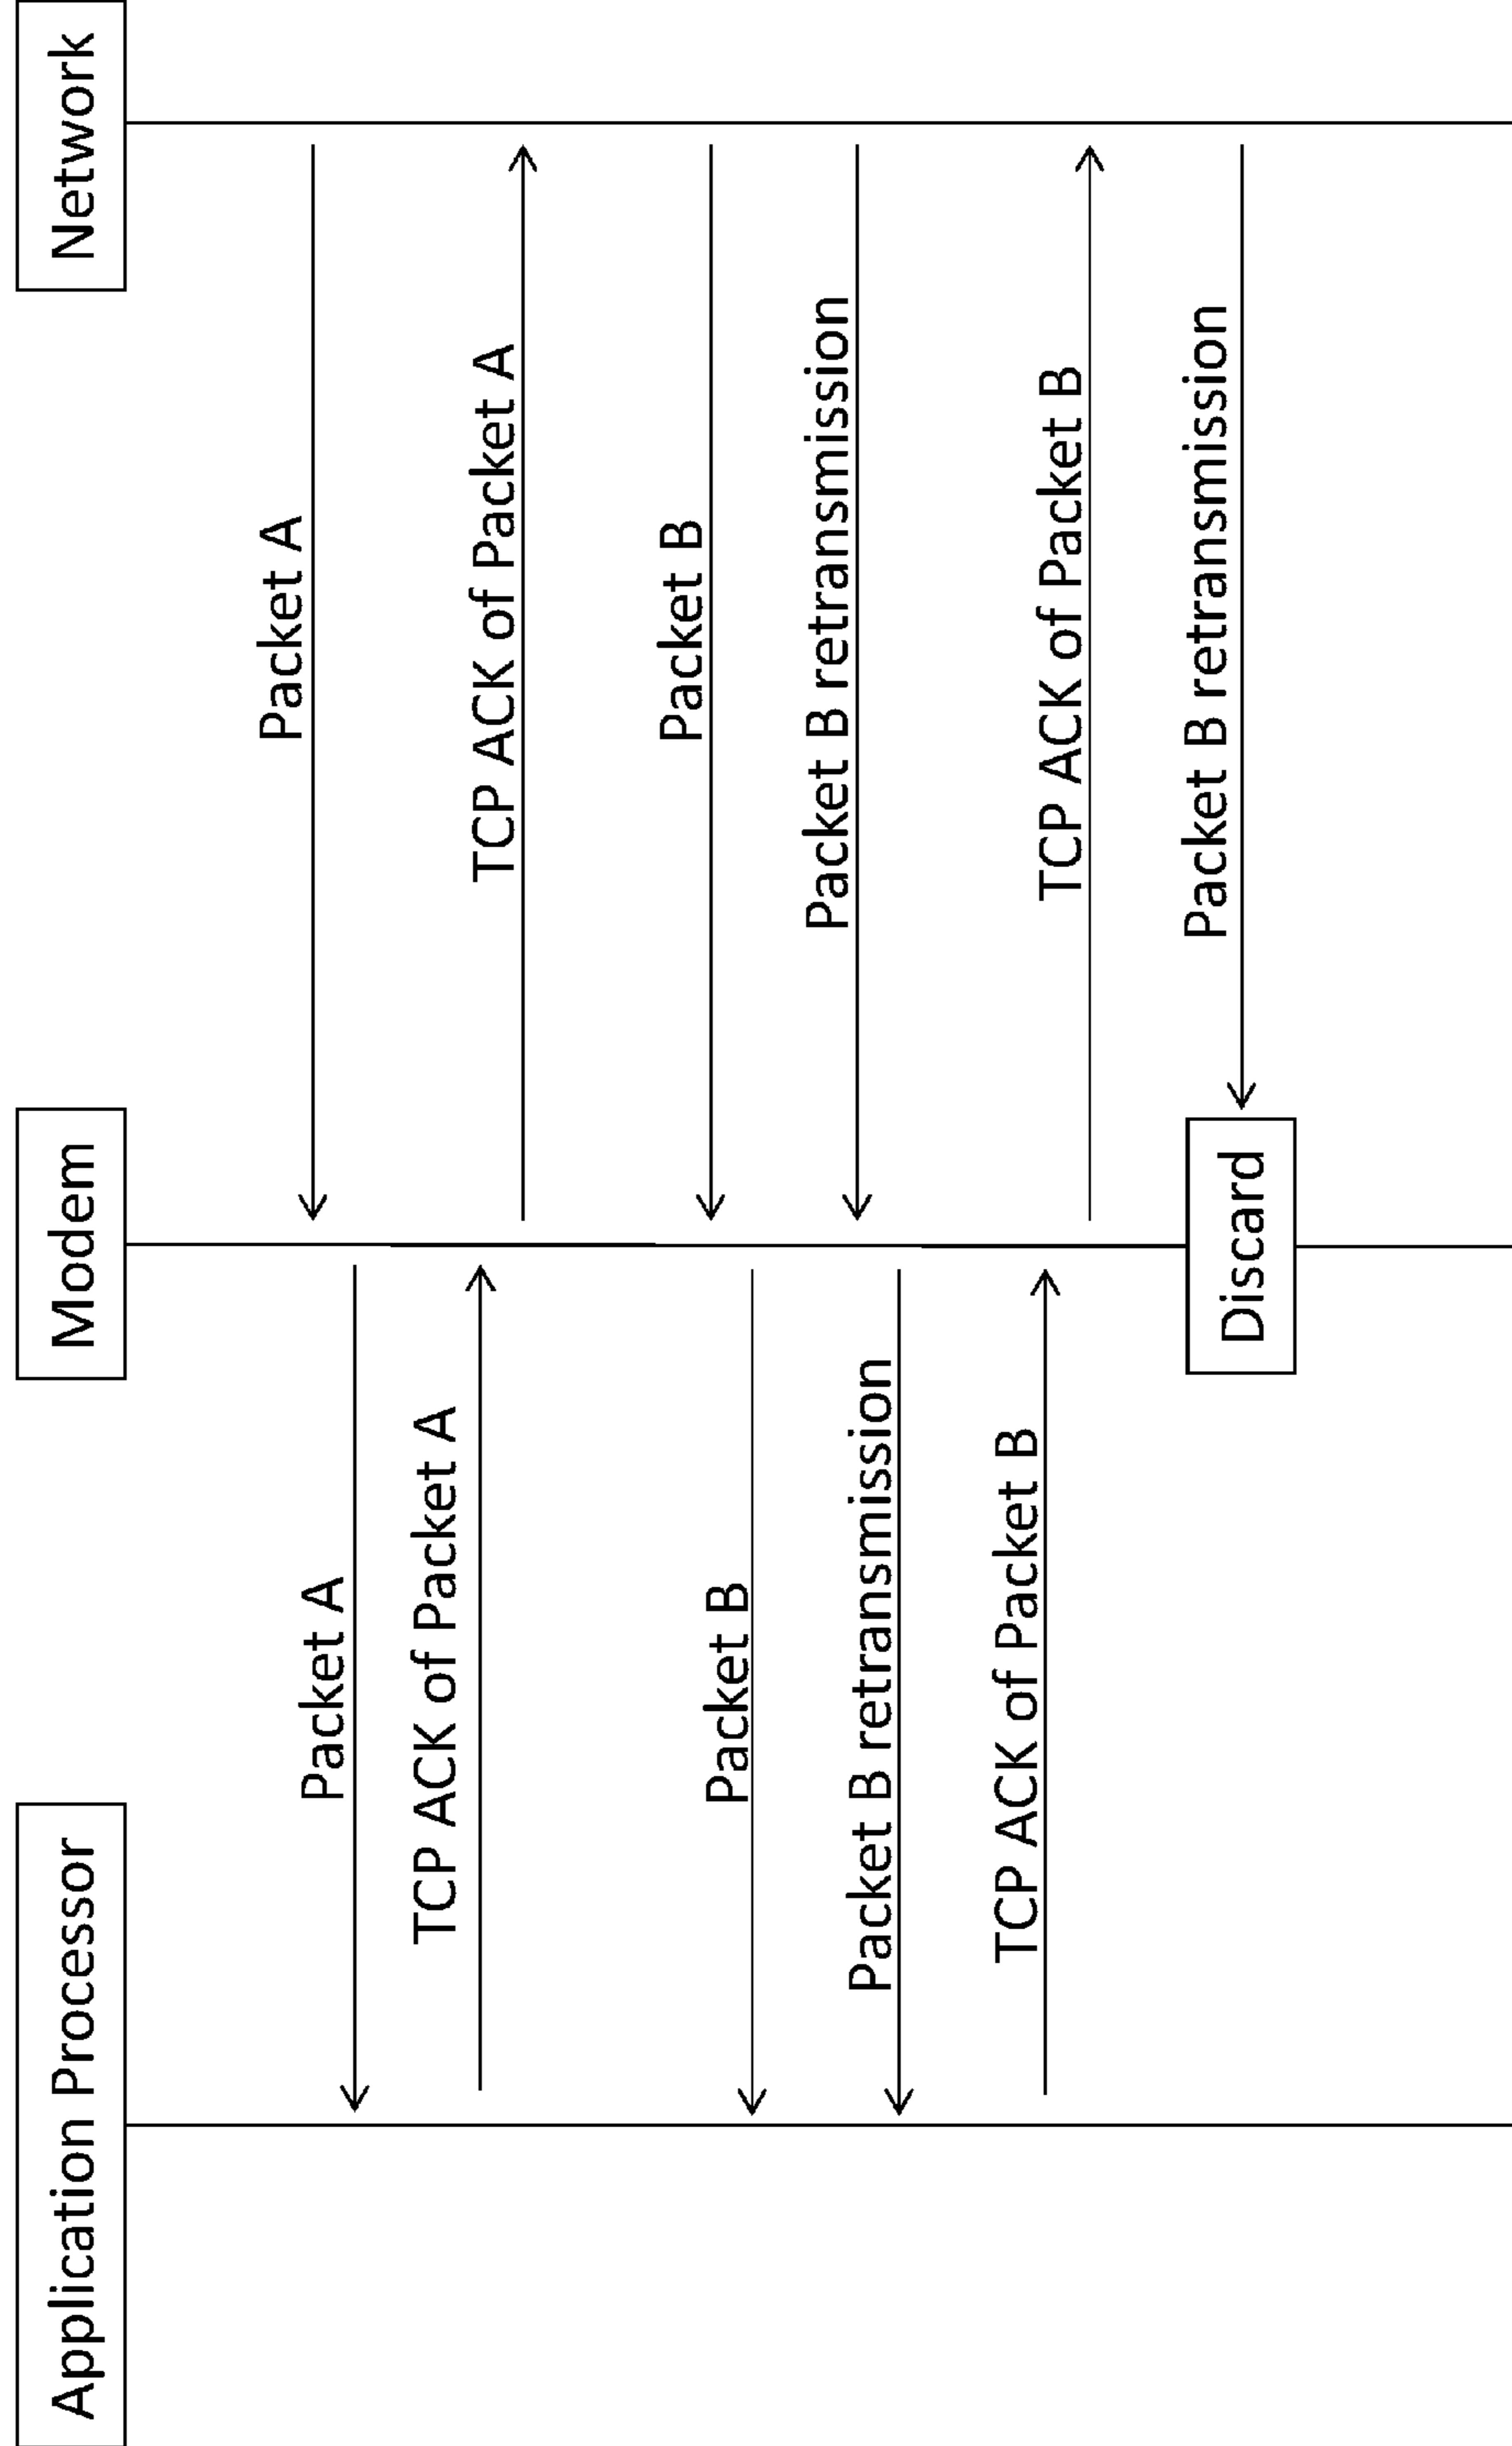 Application Processor
Modem
Network
Packet A
Packet A
TCP ACK of Packet A
TCP ACK of Packet A
Packet B
Packet B
Packet B retransmission
Packet B retransmission
TCP ACK of Packet B
TCP ACK of Packet B
Packet B retransmission
Discard